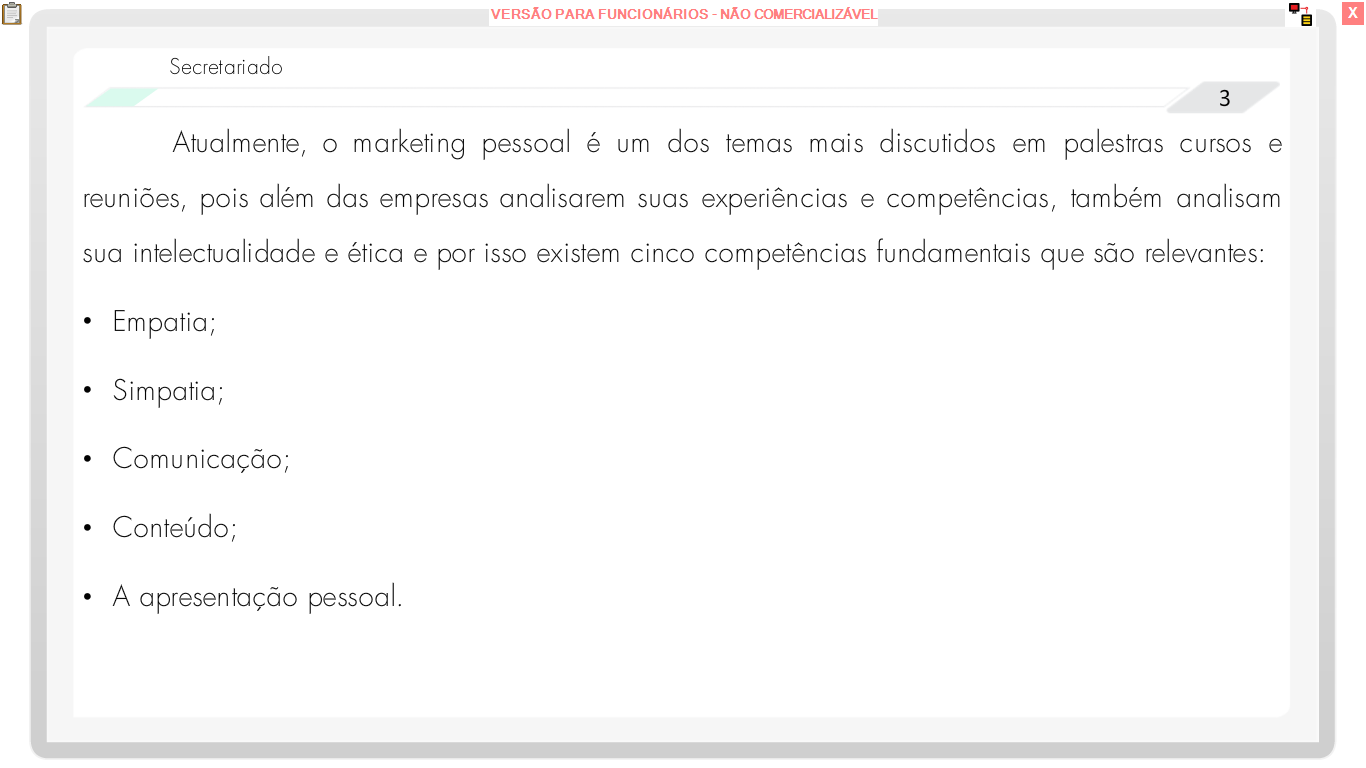 VERSÃO PARA FUNCIONÁRIOS - NÃO COMERCIALIZÁVEL
X
Secretariado
3
Atualmente, o marketing pessoal é um dos temas mais discutidos em palestras cursos e
reuniões, pois além das empresas analisarem suas experiências e competências, também analisam
sua intelectualidade e ética e por isso existem cinco competências fundamentais que são relevantes:
• Empatia;
• Simpatia;
• Comunicação;
• Conteúdo;
• A apresentação pessoal.